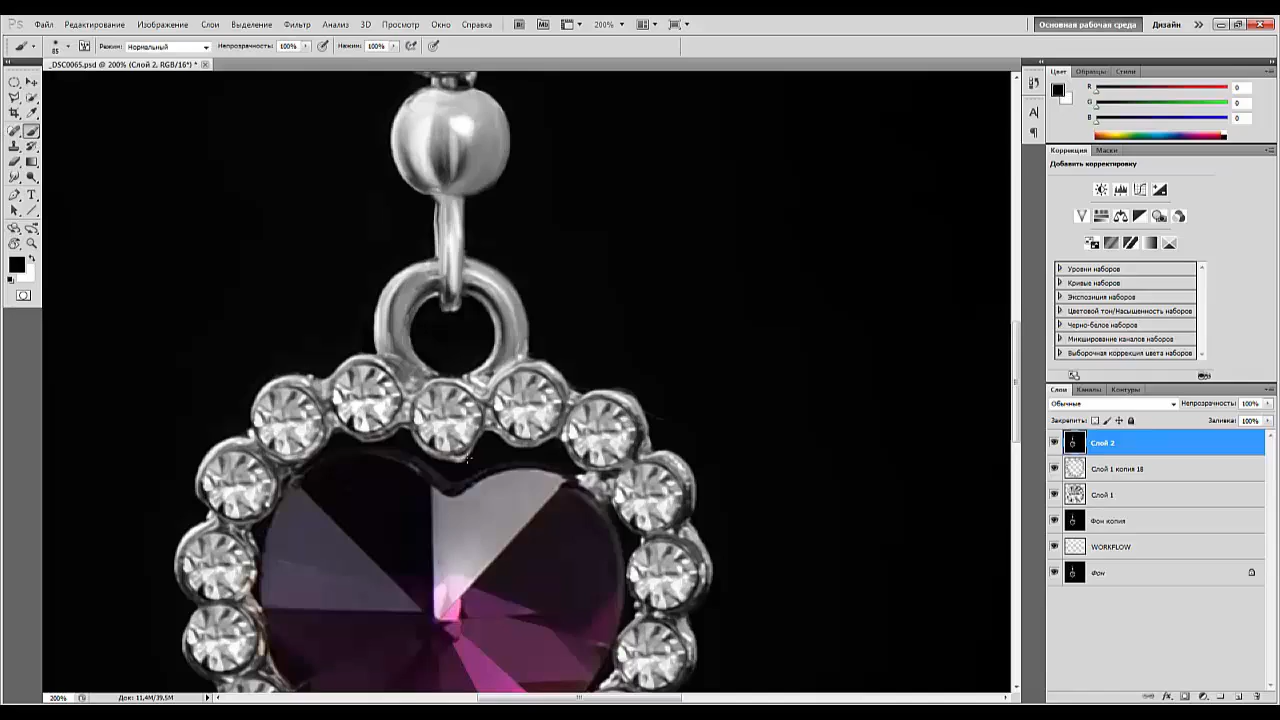 Ps Файл Редактирование Изображение Слои Выделение Фильтр Анализ 3D Просмотр Окно Справка Br Mb 200% Основная рабочая среда Дизайн
85 Режим: Нормальный Непрозрачность: 100% Нажим: 100%
_DSC0065.psd @ 200% (Слой 2, RGB/16*) *
Цвет Образцы Стили
R 0
G 0
B 0
Коррекция Маски
Добавить корректировку
Уровни наборов
Кривые наборов
Экспозиция наборов
Цветовой тон/Насыщенность наборов
Черно-белое наборов
Микширование каналов наборов
Выборочная коррекция цвета наборов
Слои Каналы Контуры
Обычные Непрозрачность: 100%
Закрепить: Заливка: 100%
Слой 2
Слой 1 копия 18
Слой 1
Фон копия
WORKFLOW
Фон
200% Док: 11,4M/39,5M